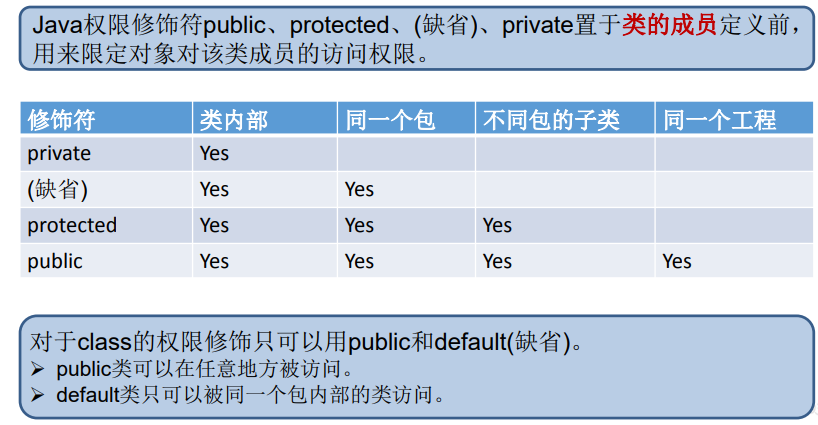 Java权限修饰符public、protected、(缺省)、private置于类的成员定义前，
用来限定对象对该类成员的访问权限。
修饰符 类内部 同一个包 不同包的子类 同一个工程
private Yes
(缺省) Yes Yes
protected Yes Yes Yes
public Yes Yes Yes Yes
对于class的权限修饰只可以用public和default(缺省)。
➢ public类可以在任意地方被访问。
➢ default类只可以被同一个包内部的类访问。